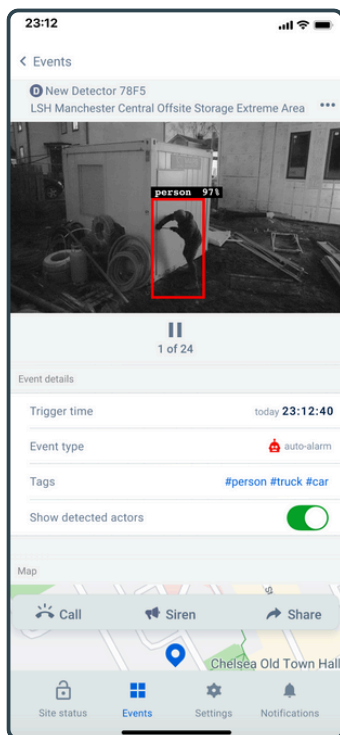 23:12
Events
D New Detector 78F5
LSH Manchester Central Offsite Storage Extreme Area
person 97%
1 of 24
Event details
Trigger time today 23:12:40
Event type auto-alarm
Tags #person #truck #car
Show detected actors
Map
Call Siren Share
Chelsea Old Town Hall
Site status Events Settings Notifications